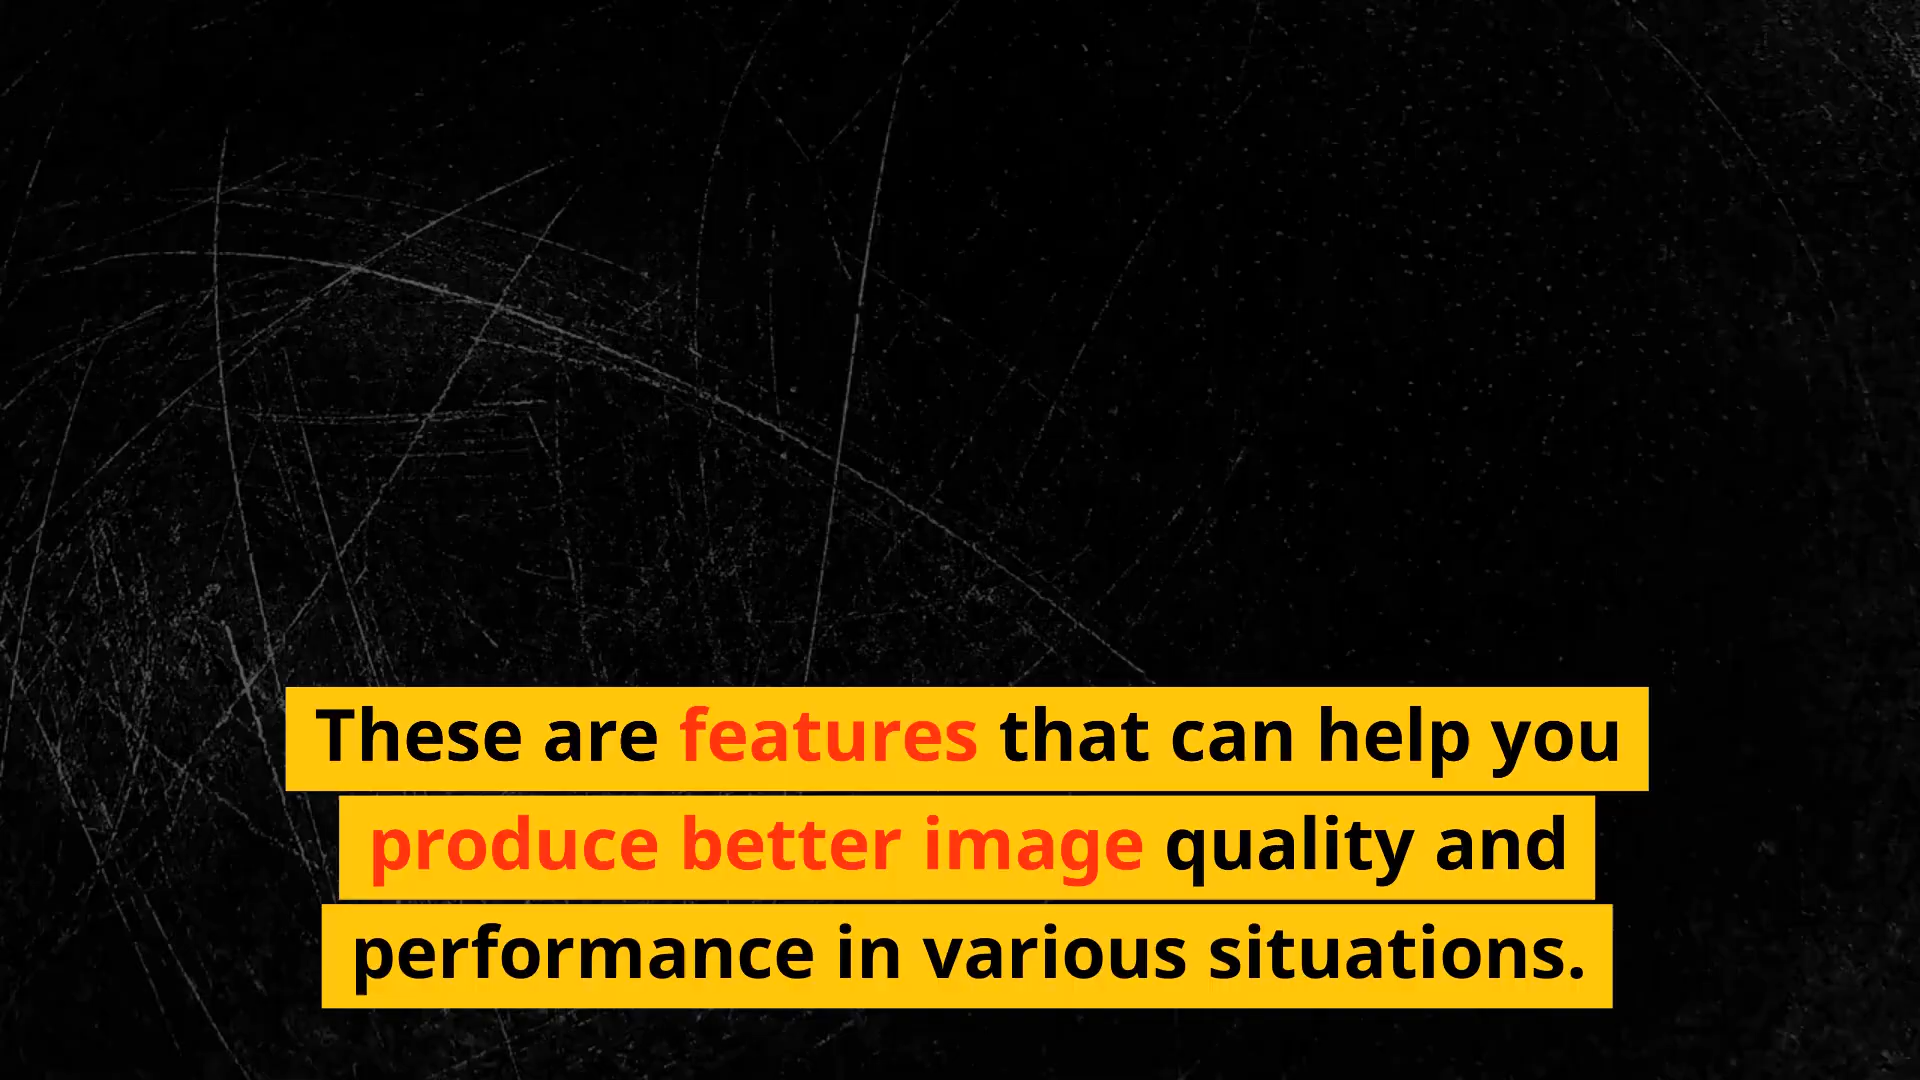 These are features that can help you
produce better image quality and
performance in various situations.